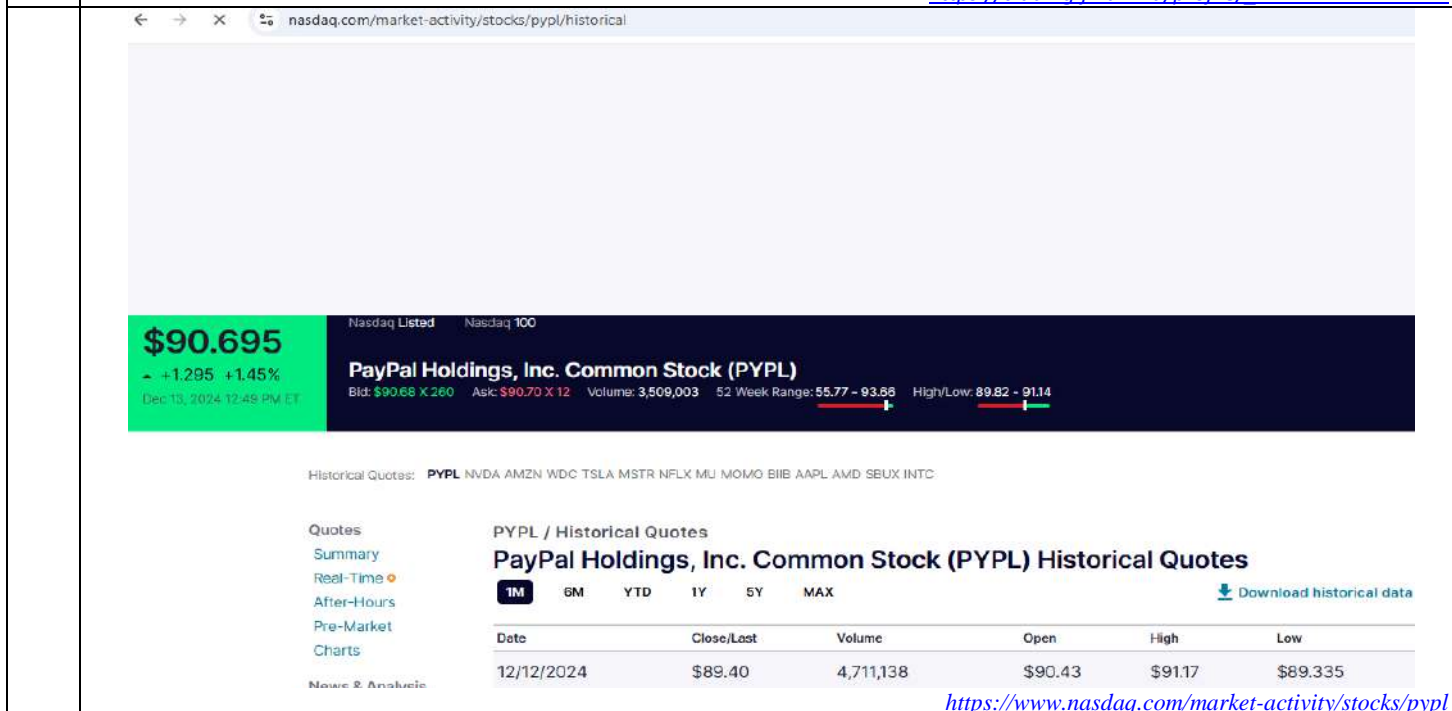 nasdaq.com/market-activity/stocks/pypl/historical
$90.695
Nasdaq Listed Nasdaq 100
+1.295 +1.45%
Dec 13, 2024 12:49 PM ET
PayPal Holdings, Inc. Common Stock (PYPL)
Bid: $90.68 X 260 Ask: $90.70 X 12 Volume: 3,509,003 52 Week Range: 55.77 - 93.66 High/Low: 89.82 - 91.14
Historical Quotes: PYPL NVDA AMZN WDC TSLA MSTR NFLX MU MOMO BIIB AAPL AMD SBUX INTC
Quotes
Summary
Real-Time
After-Hours
Pre-Market
Charts
News & Analysis
PYPL / Historical Quotes
PayPal Holdings, Inc. Common Stock (PYPL) Historical Quotes
1M 6M YTD 1Y 5Y MAX
Download historical data
Date Close/Last Volume Open High Low
12/12/2024 $89.40 4,711,138 $90.43 $91.17 $89.335
https://www.nasdaq.com/market-activity/stocks/pypl